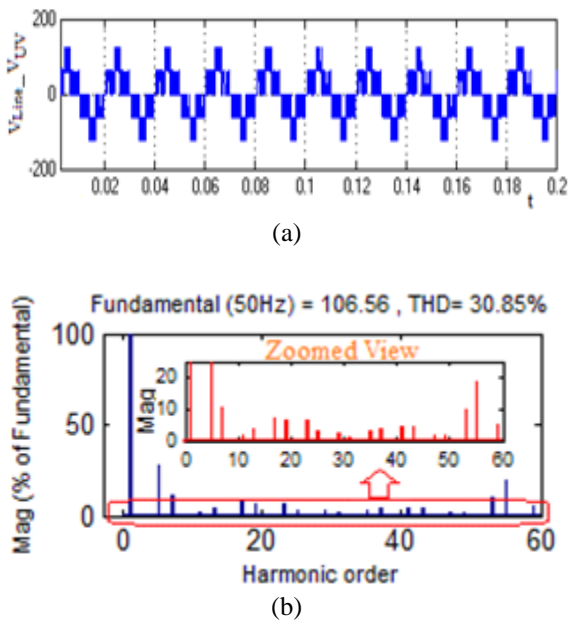 200
0
-200
VLine_VUV
0.02 0.04 0.06 0.08 0.1 0.12 0.14 0.16 0.18 0.2
t
(a)
Fundamental (50Hz) = 106.56 , THD= 30.85%
Mag (% of Fundamental)
100
50
0
Zoomed View
Mag
20
10
0
0 10 20 30 40 50 60
0 20 40 60
Harmonic order
(b)